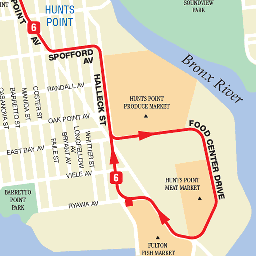 HUNTS
POINT
SOUNDVIEW
PARK
POINT
AV
6
SPOFFORD
AV
Bronx River
HALLECK ST
RANDALL AV
COSTER ST
MANIDA ST
BARRETTO ST
CASANOVA ST
HUNTS POINT
PRODUCE MARKET
OAK POINT AV
FOOD CENTER DRIVE
WHITTIER ST
LONGFELLOW AV
BRYANT AV
FAILE ST
EAST BAY AV
VIELE AV
6
HUNTS POINT
MEAT MARKET
BARRETTO
POINT
PARK
RYAWA AV
FULTON
FISH MARKET